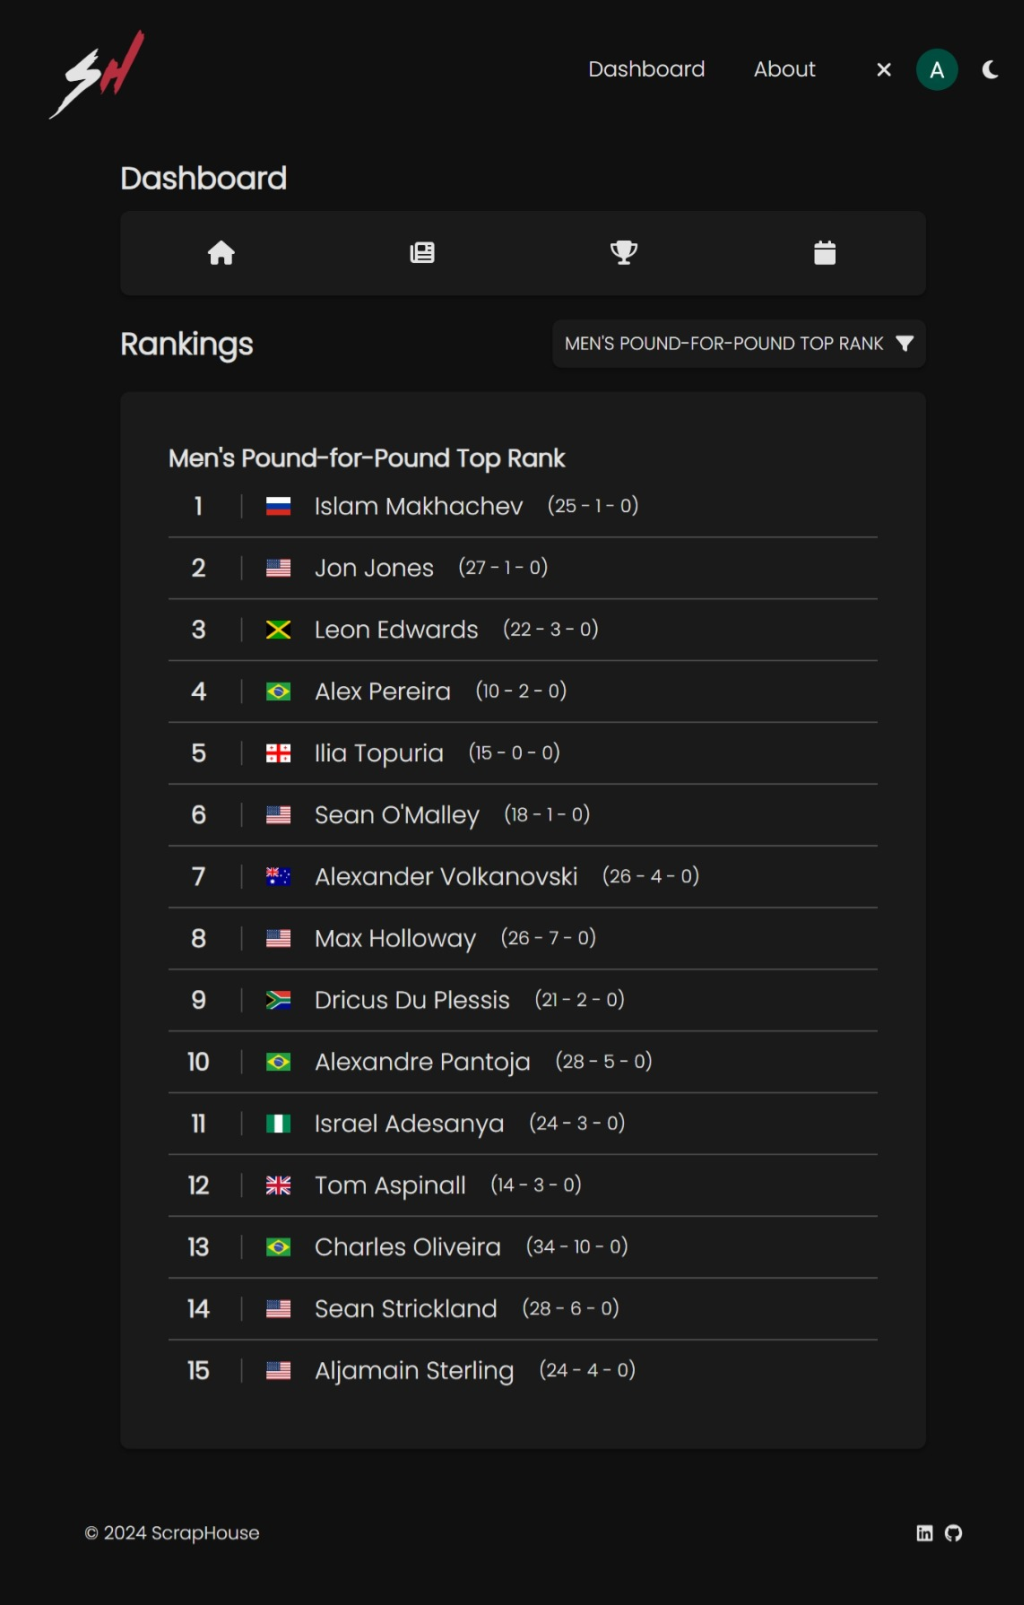 SH
Dashboard About A
Dashboard
Rankings MEN'S POUND-FOR-POUND TOP RANK
Men's Pound-for-Pound Top Rank
1 Islam Makhachev (25 - 1 - 0)
2 Jon Jones (27 - 1 - 0)
3 Leon Edwards (22 - 3 - 0)
4 Alex Pereira (10 - 2 - 0)
5 Ilia Topuria (15 - 0 - 0)
6 Sean O'Malley (18 - 1 - 0)
7 Alexander Volkanovski (26 - 4 - 0)
8 Max Holloway (26 - 7 - 0)
9 Dricus Du Plessis (21 - 2 - 0)
10 Alexandre Pantoja (28 - 5 - 0)
11 Israel Adesanya (24 - 3 - 0)
12 Tom Aspinall (14 - 3 - 0)
13 Charles Oliveira (34 - 10 - 0)
14 Sean Strickland (28 - 6 - 0)
15 Aljamain Sterling (24 - 4 - 0)
© 2024 ScrapHouse in